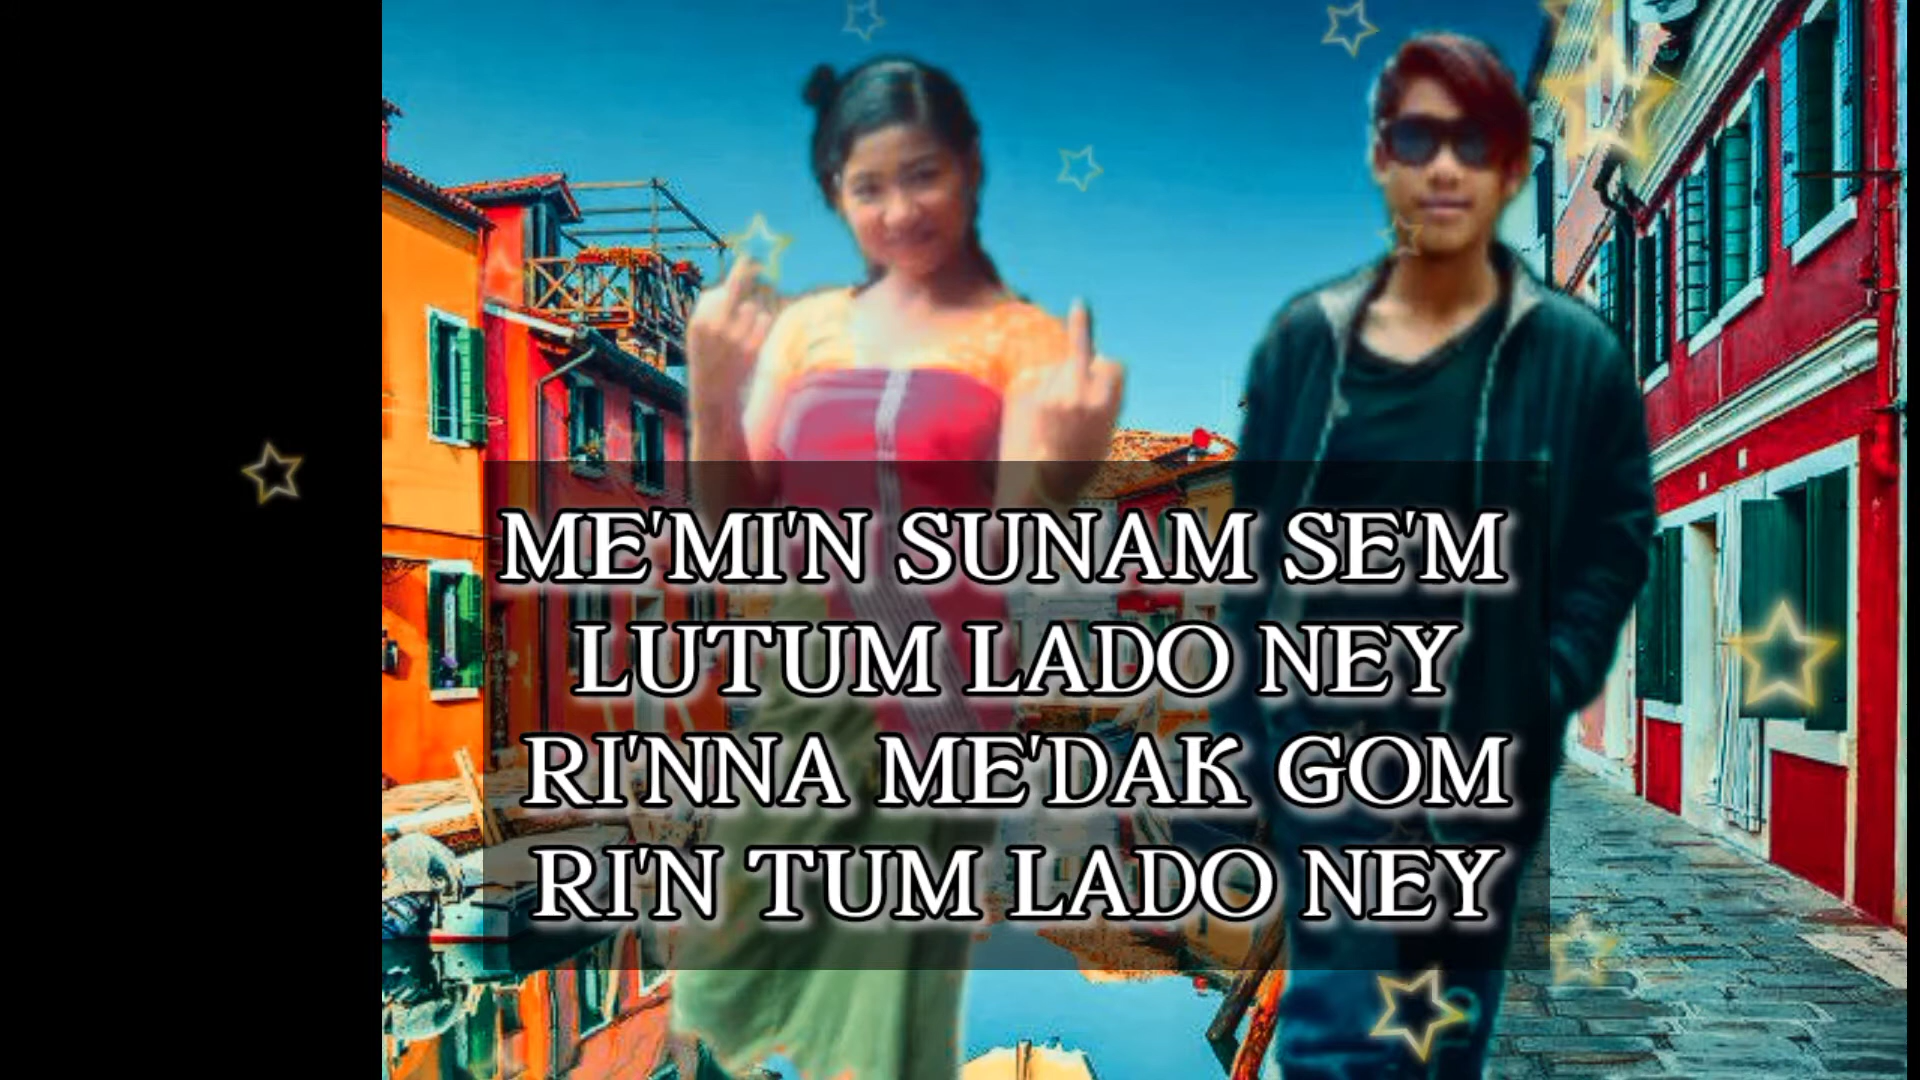 ME'MI'N SUNAM SE'M
LUTUM LADO NEY
RI'NNA ME'DAK GOM
RI'N TUM LADO NEY